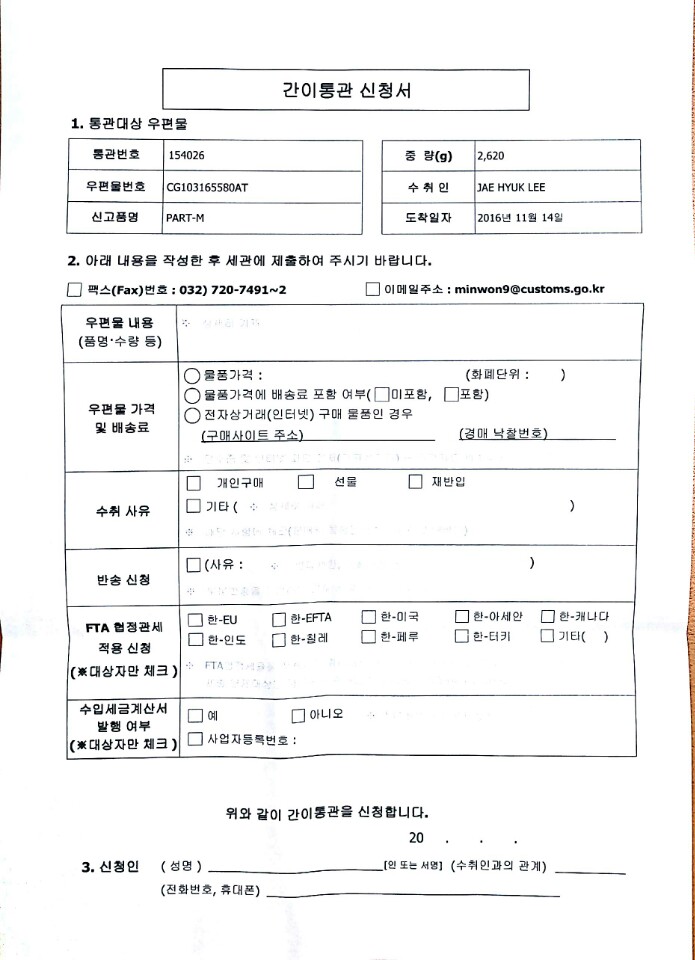 간이통관 신청서
1. 통관대상 우편물
통관번호 154026
중 량(g) 2,620
우편물번호 CG103165580AT
수 취 인 JAE HYUK LEE
신고품명 PART-M
도착일자 2016년 11월 14일
2. 아래 내용을 작성한 후 세관에 제출하여 주시기 바랍니다.
팩스(Fax)번호 : 032) 720-7491~2 이메일주소 : minwon9@customs.go.kr
우편물 내용
(품명·수량 등)
※
우편물 가격
및 배송료
물품가격 : (화폐단위 : )
물품가격에 배송료 포함 여부( 미포함, 포함)
전자상거래(인터넷) 구매 물품인 경우
(구매사이트 주소) (경매 낙찰번호)
※
수취 사유
개인구매 선물 재반입
기타 ( ※ )
※
반송 신청
(사유 : ※ )
※
FTA 협정관세
적용 신청
(※대상자만 체크 )
한-EU 한-EFTA 한-미국 한-아세안 한-캐나다
한-인도 한-칠레 한-페루 한-터키 기타( )
※ FTA
수입세금계산서
발행 여부
(※대상자만 체크 )
예 아니오 ※
사업자등록번호 :
위와 같이 간이통관을 신청합니다.
20 . . .
3. 신청인 ( 성명 ) [인 또는 서명] (수취인과의 관계)
(전화번호, 휴대폰)